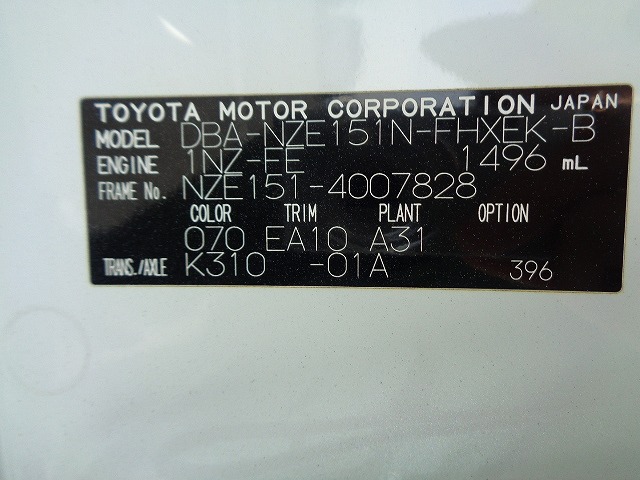 TOYOTA MOTOR CORPORATION JAPAN
MODEL DBA-NZE151N-FHXEK-B
ENGINE 1NZ-FE 1496 mL
FRAME No. NZE151-4007828
COLOR TRIM PLANT OPTION
070 EA10 A31
TRANS./AXLE K310 -01A 396